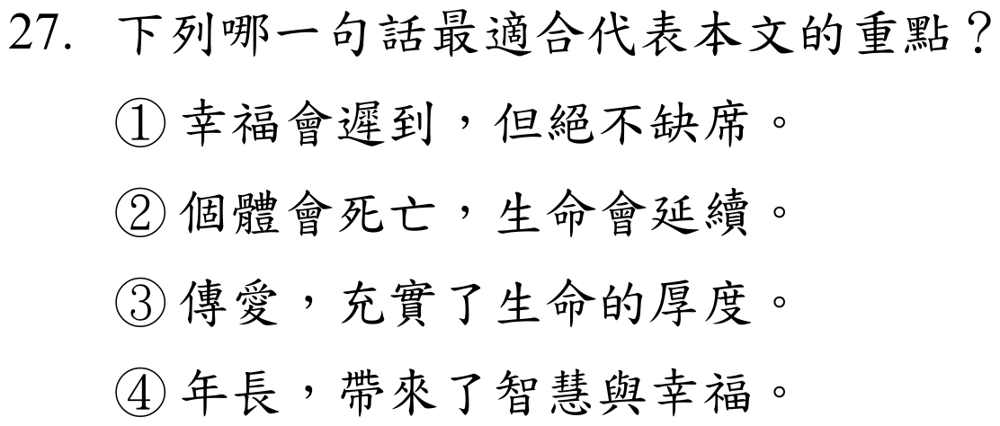 27. 下列哪一句話最適合代表本文的重點？
① 幸福會遲到，但絕不缺席。
② 個體會死亡，生命會延續。
③ 傳愛，充實了生命的厚度。
④ 年長，帶來了智慧與幸福。